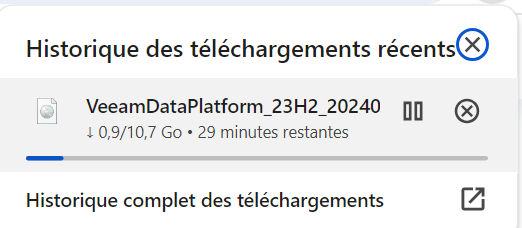 Historique des téléchargements récents
VeeamDataPlatform_23H2_20240
↓ 0,9/10,7 Go • 29 minutes restantes
Historique complet des téléchargements